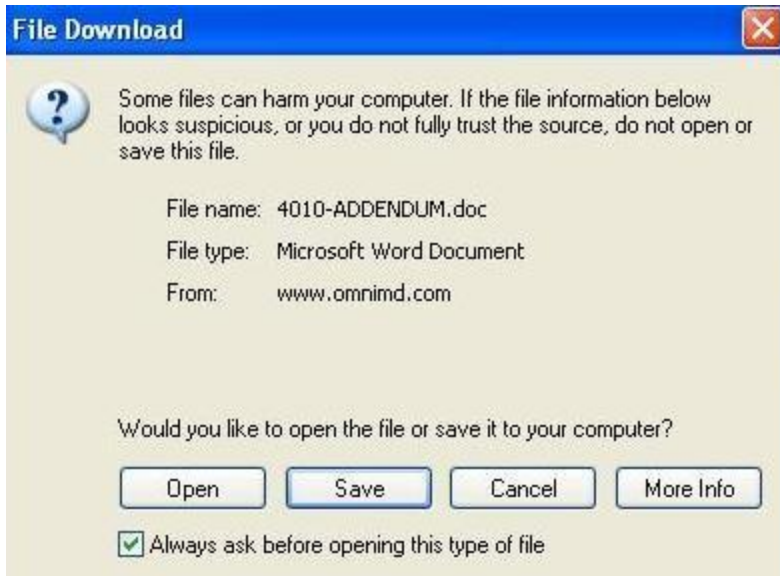 File Download
Some files can harm your computer. If the file information below
looks suspicious, or you do not fully trust the source, do not open or
save this file.
File name: 4010-ADDENDUM.doc
File type: Microsoft Word Document
From: www.omnimd.com
Would you like to open the file or save it to your computer?
Open Save Cancel More Info
Always ask before opening this type of file